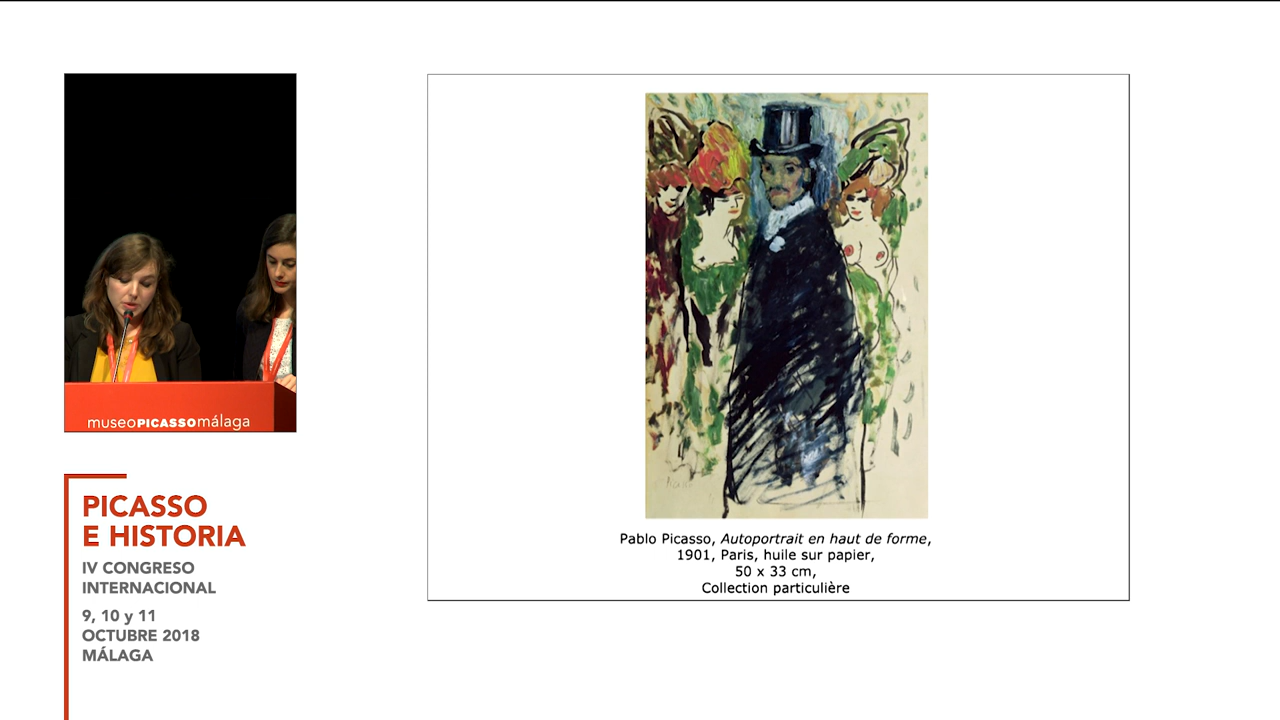 museoPICASSOmálaga
PICASSO
E HISTORIA
IV CONGRESO
INTERNACIONAL
9, 10 y 11
OCTUBRE 2018
MÁLAGA
Pablo Picasso, Autoportrait en haut de forme,
1901, Paris, huile sur papier,
50 x 33 cm,
Collection particulière